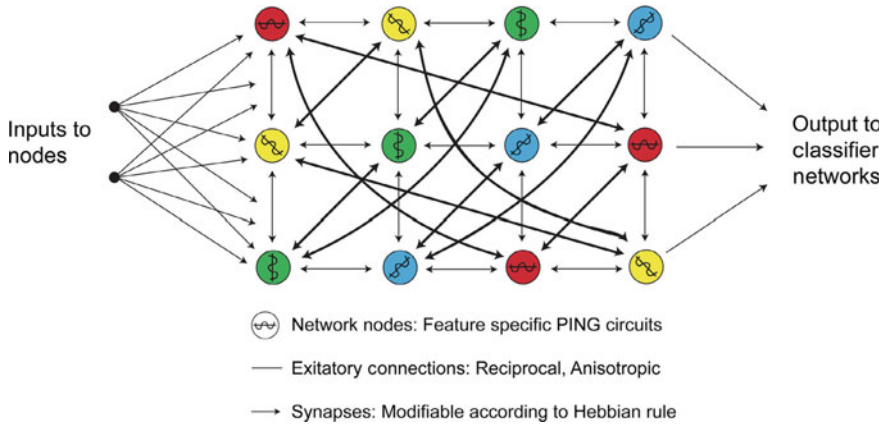 Inputs to
nodes
Output to
classifier
networks
Network nodes: Feature specific PING circuits
Exitatory connections: Reciprocal, Anisotropic
Synapses: Modifiable according to Hebbian rule